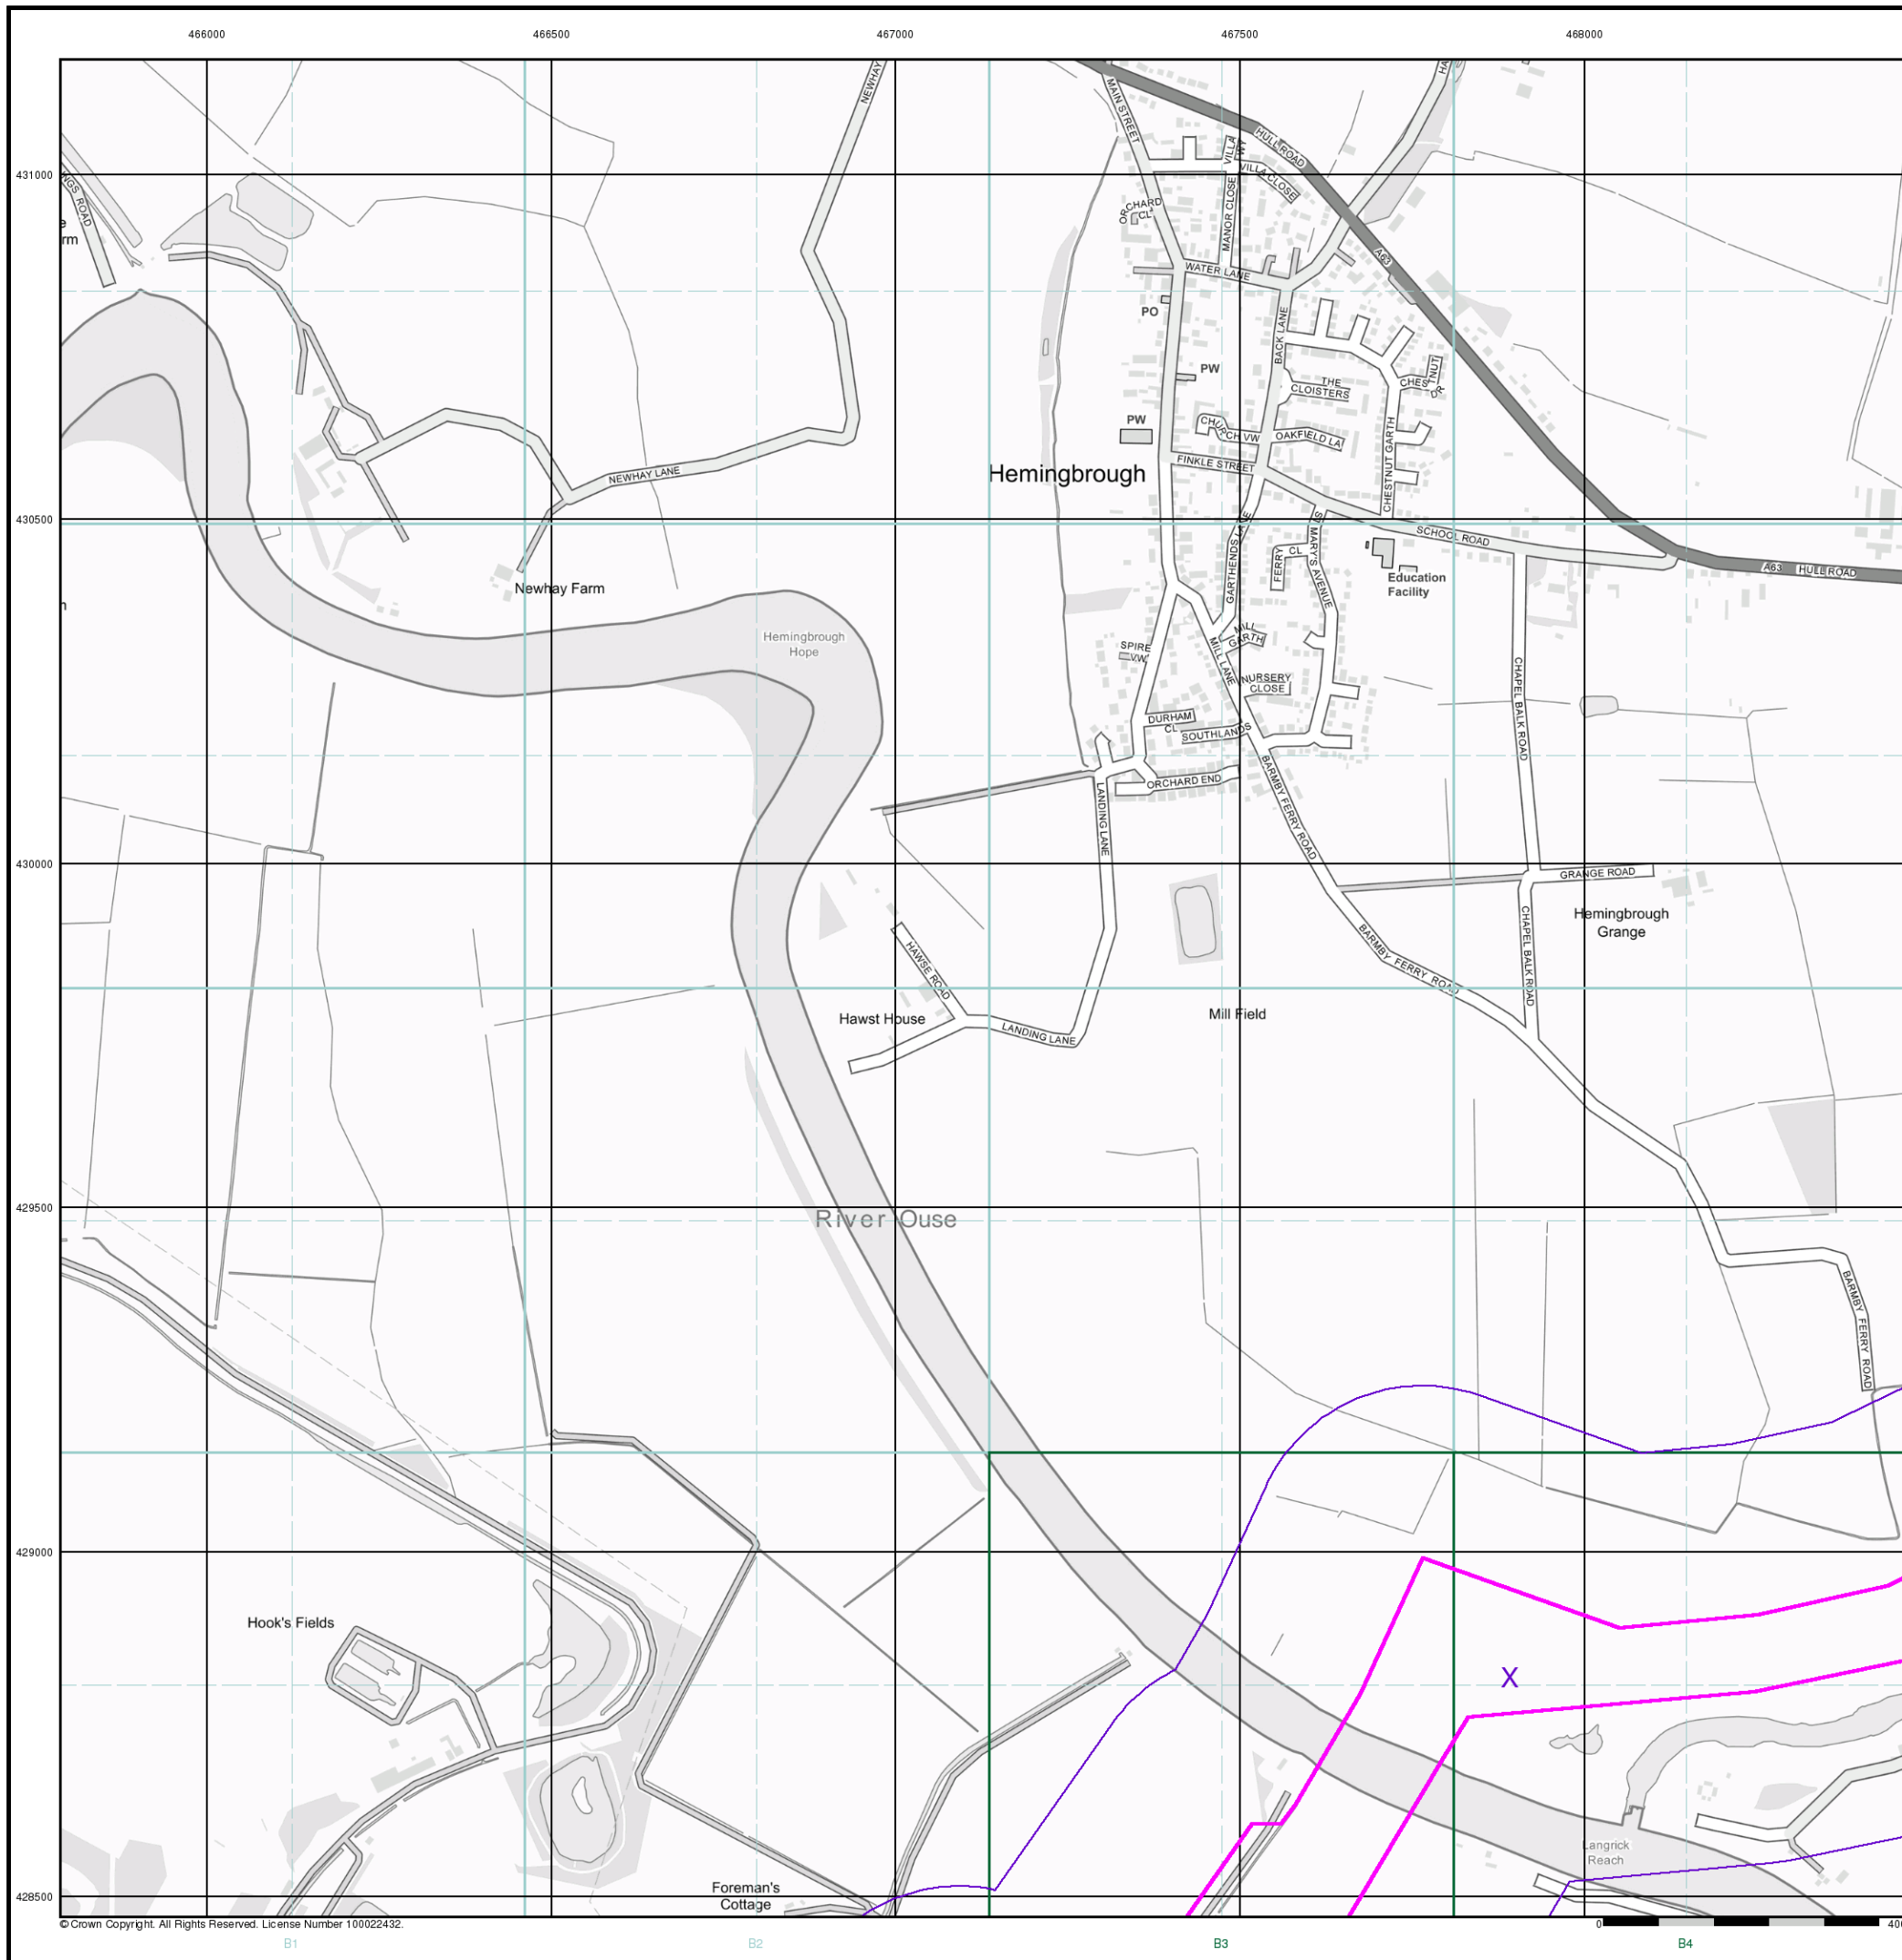 466000 466500 467000 467500 468000
431000
430500
430000
429500
429000
428500
NEWHAY
MAIN STREET
HULL ROAD
VILLA
WY
VILLA CLOSE
NGS ROAD
e
rm
ORCHARD
CL
MANOR CLOSE
WATER LANE
A63
PO
BACK LANE
PW
THE
CLOISTERS
CHESTNUT
DR
PW
CHURCH VW
OAKFIELD LA
CHESTNUT GARTH
FINKLE STREET
Hemingbrough
NEWHAY LANE
GARTHENDS LANE
ST MARY'S AVENUE
SCHOOL ROAD
FERRY
CL
Education
Facility
A63 HULL ROAD
Newhay Farm
Hemingbrough
Hope
SPIRE
VW
MILL
GARTH
MILL LANE
NURSERY
CLOSE
CHAPEL BALK ROAD
DURHAM
CL
SOUTHLANDS
ORCHARD END
LANDING LANE
BARMBY FERRY ROAD
GRANGE ROAD
Hemingbrough
Grange
CHAPEL BALK ROAD
BARMBY FERRY ROAD
HAWSE ROAD
Hawst House
LANDING LANE
Mill Field
River Ouse
BARMBY FERRY ROAD
Hook's Fields
X
Langrick
Reach
Foreman's
Cottage
© Crown Copyright. All Rights Reserved. License Number 100022432.
0
B1 B2 B3 B4